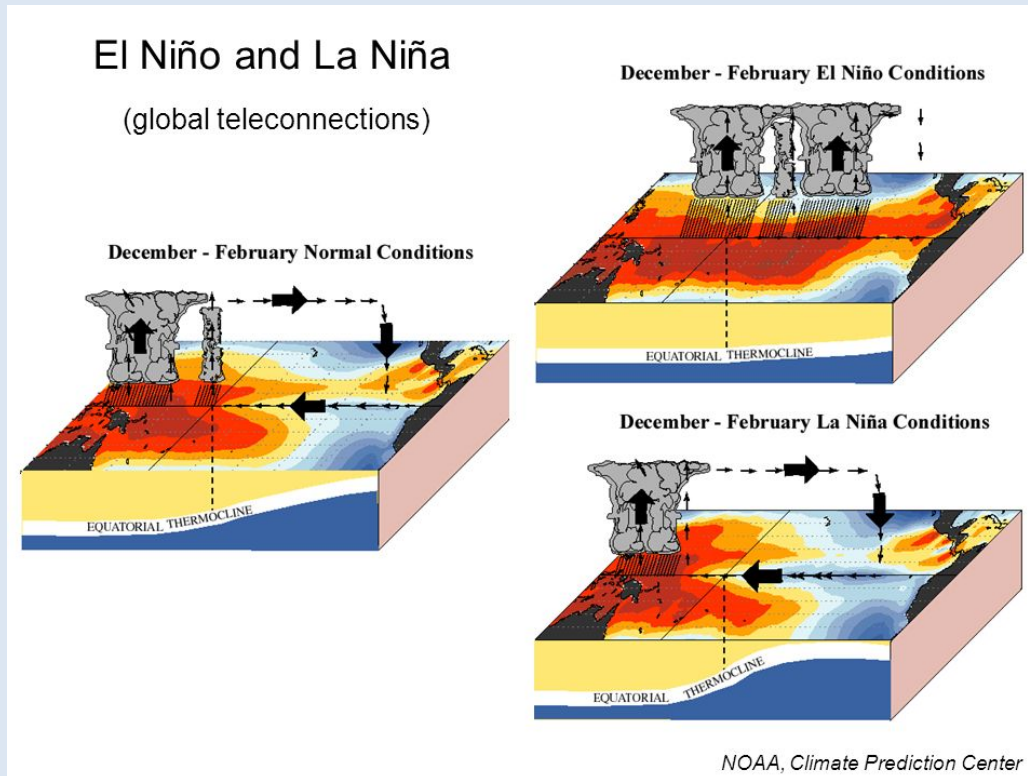 El Niño and La Niña
(global teleconnections)
December - February Normal Conditions
EQUATORIAL THERMOCLINE
December - February El Niño Conditions
EQUATORIAL THERMOCLINE
December - February La Niña Conditions
EQUATORIAL THERMOCLINE
NOAA, Climate Prediction Center